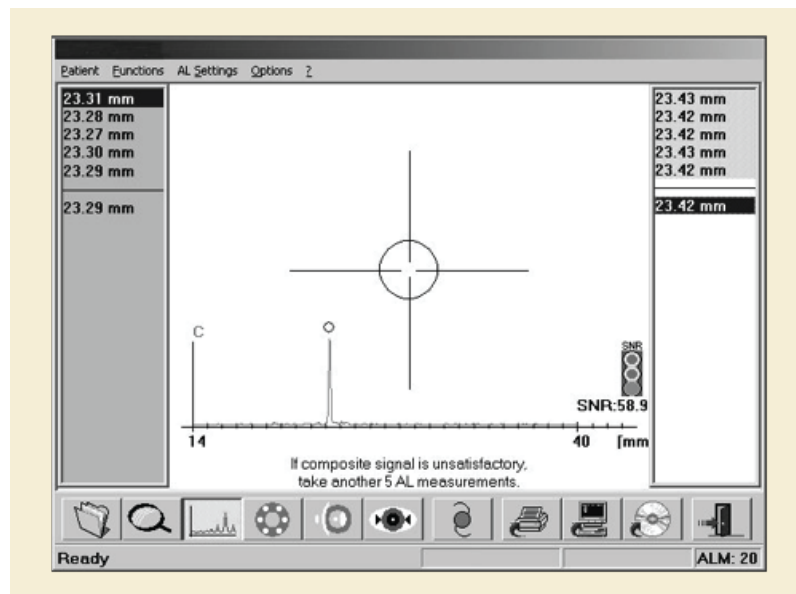 Patient Functions AL Settings Options ?
23.31 mm
23.28 mm
23.27 mm
23.30 mm
23.29 mm
23.29 mm
23.43 mm
23.42 mm
23.42 mm
23.43 mm
23.42 mm
23.42 mm
C
SNR
SNR:58.9
14 40 [mm
If composite signal is unsatisfactory,
take another 5 AL measurements.
Ready ALM: 20